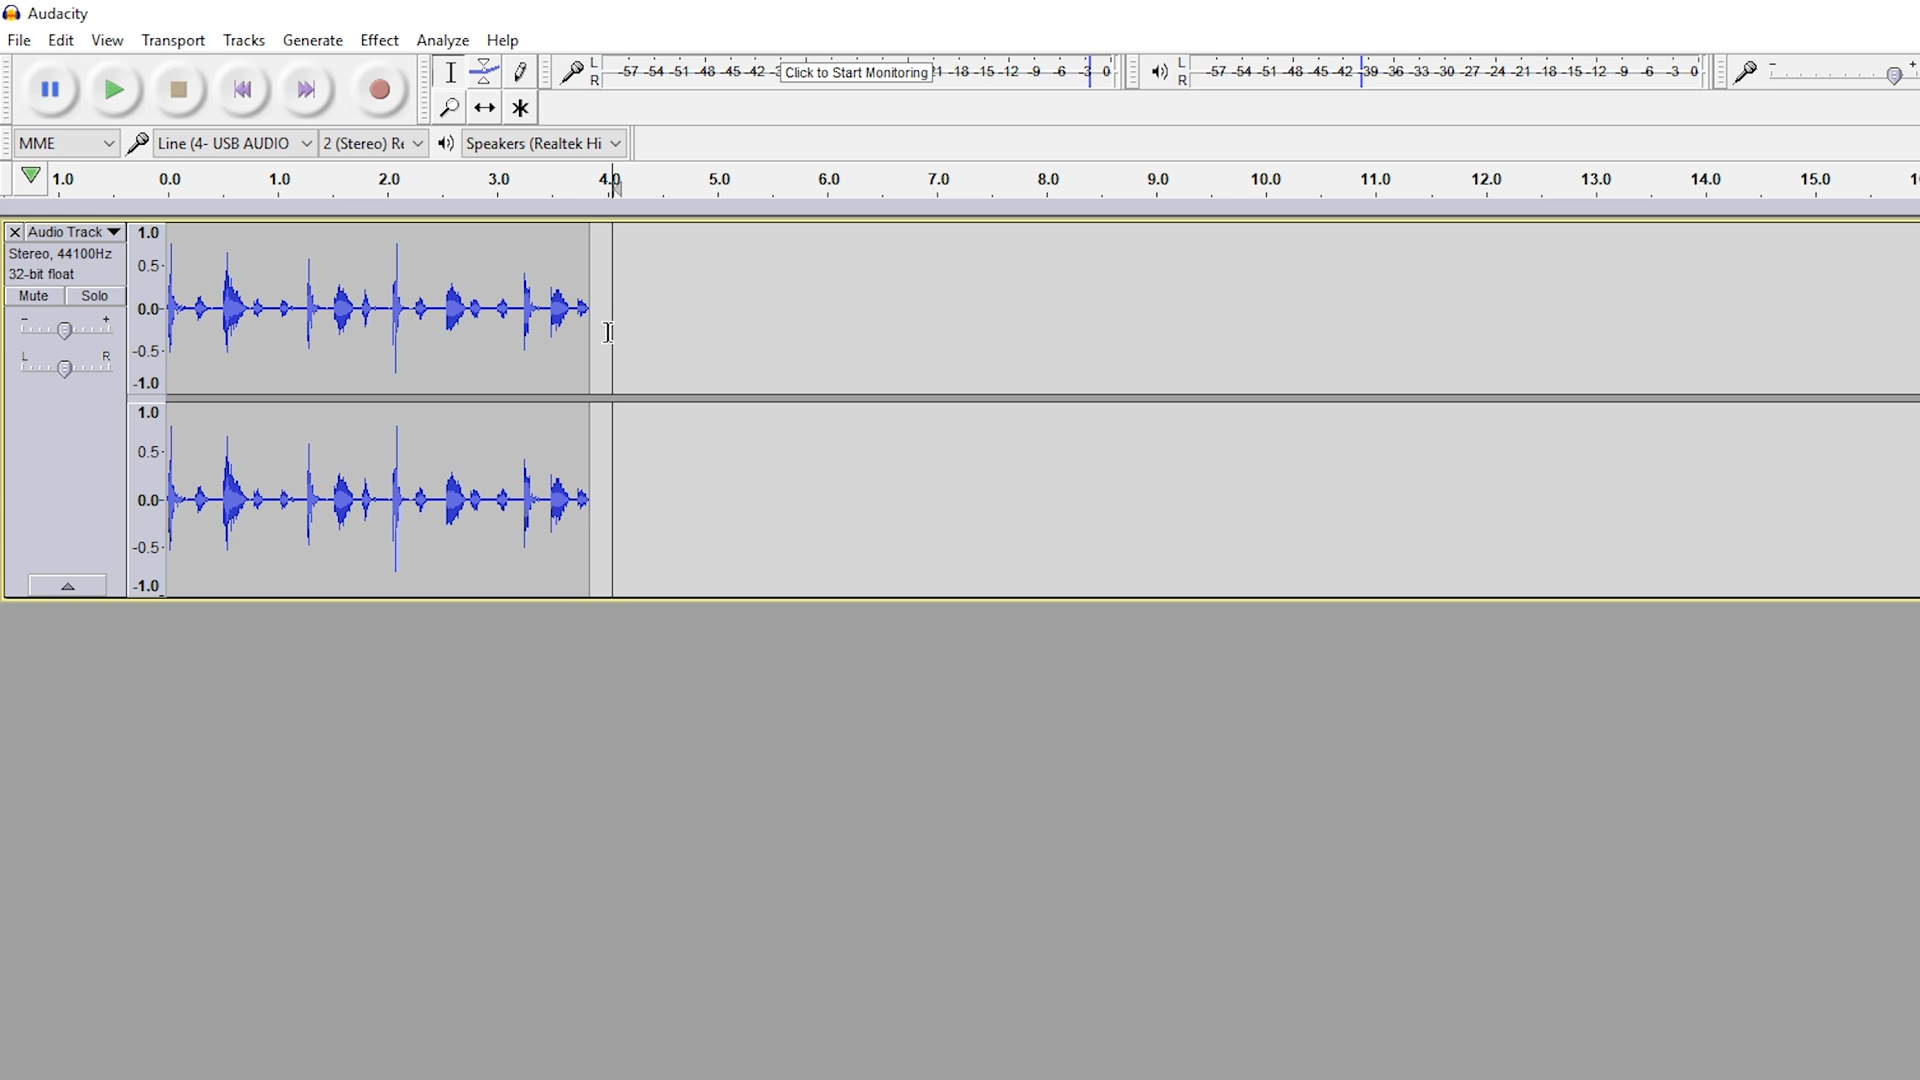 Audacity
File Edit View Transport Tracks Generate Effect Analyze Help
L -57 -54 -51 -48 -45 -42 Click to Start Monitoring -18 -15 -12 -9 -6 -3 0 L -57 -54 -51 -48 -45 -42 -39 -36 -33 -30 -27 -24 -21 -18 -15 -12 -9 -6 -3 0 - +
R R
MME Line (4- USB AUDIO 2 (Stereo) Re Speakers (Realtek Hi
1.0 0.0 1.0 2.0 3.0 4.0 5.0 6.0 7.0 8.0 9.0 10.0 11.0 12.0 13.0 14.0 15.0
Audio Track 1.0
Stereo, 44100Hz
0.5
32-bit float
Mute Solo
0.0
- +
-0.5
L R
-1.0
1.0
0.5
0.0
-0.5
-1.0